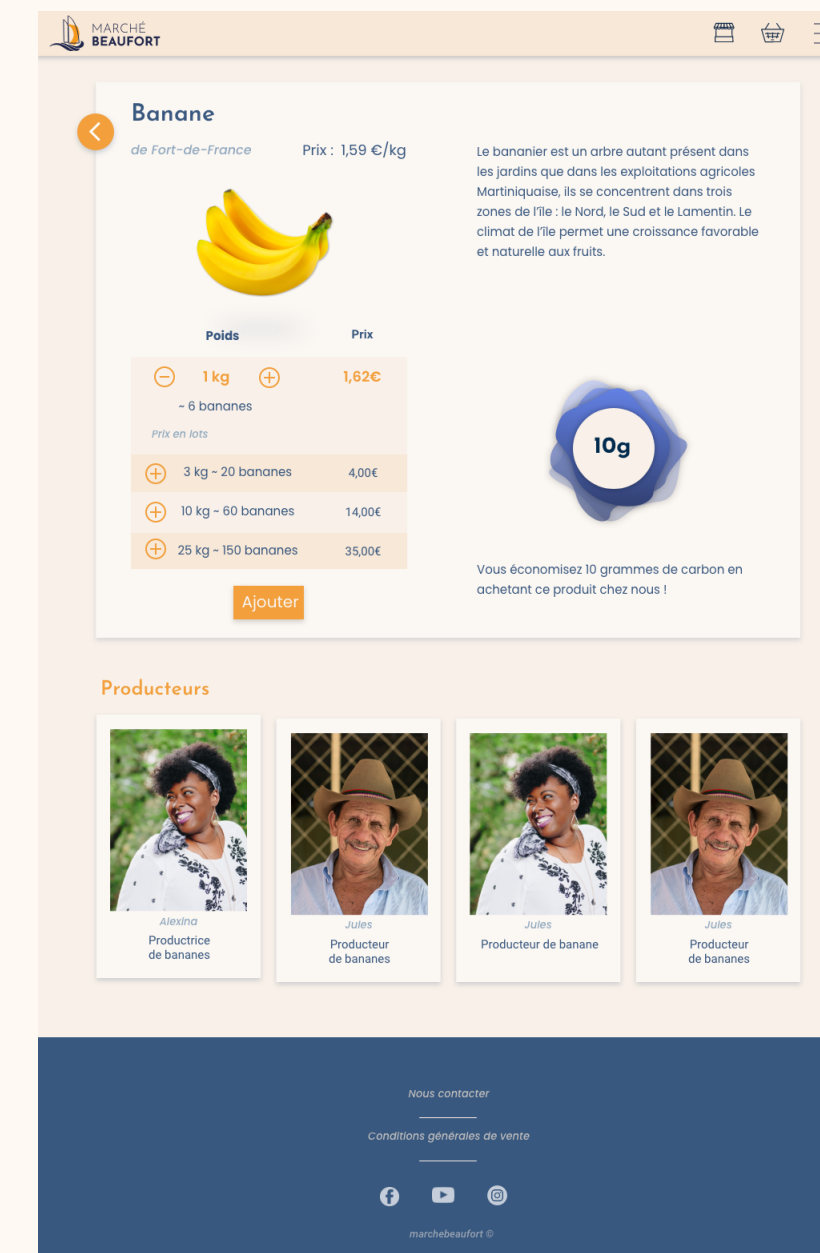 MARCHÉ
BEAUFORT
Banane
de Fort-de-France
Prix : 1,59 €/kg
Le bananier est un arbre autant présent dans
les jardins que dans les exploitations agricoles
Martiniquaise, ils se concentrent dans trois
zones de l'île : le Nord, le Sud et le Lamentin. Le
climat de l'île permet une croissance favorable
et naturelle aux fruits.
Poids Prix
1 kg 1,62€
~ 6 bananes
Prix en lots
3 kg ~ 20 bananes 4,00€
10 kg ~ 60 bananes 14,00€
25 kg ~ 150 bananes 35,00€
Ajouter
10g
Vous économisez 10 grammes de carbon en
achetant ce produit chez nous !
Producteurs
Alexina
Productrice
de bananes
Jules
Producteur
de bananes
Jules
Producteur de banane
Jules
Producteur
de bananes
Nous contacter
Conditions générales de vente
marchebeaufort ©